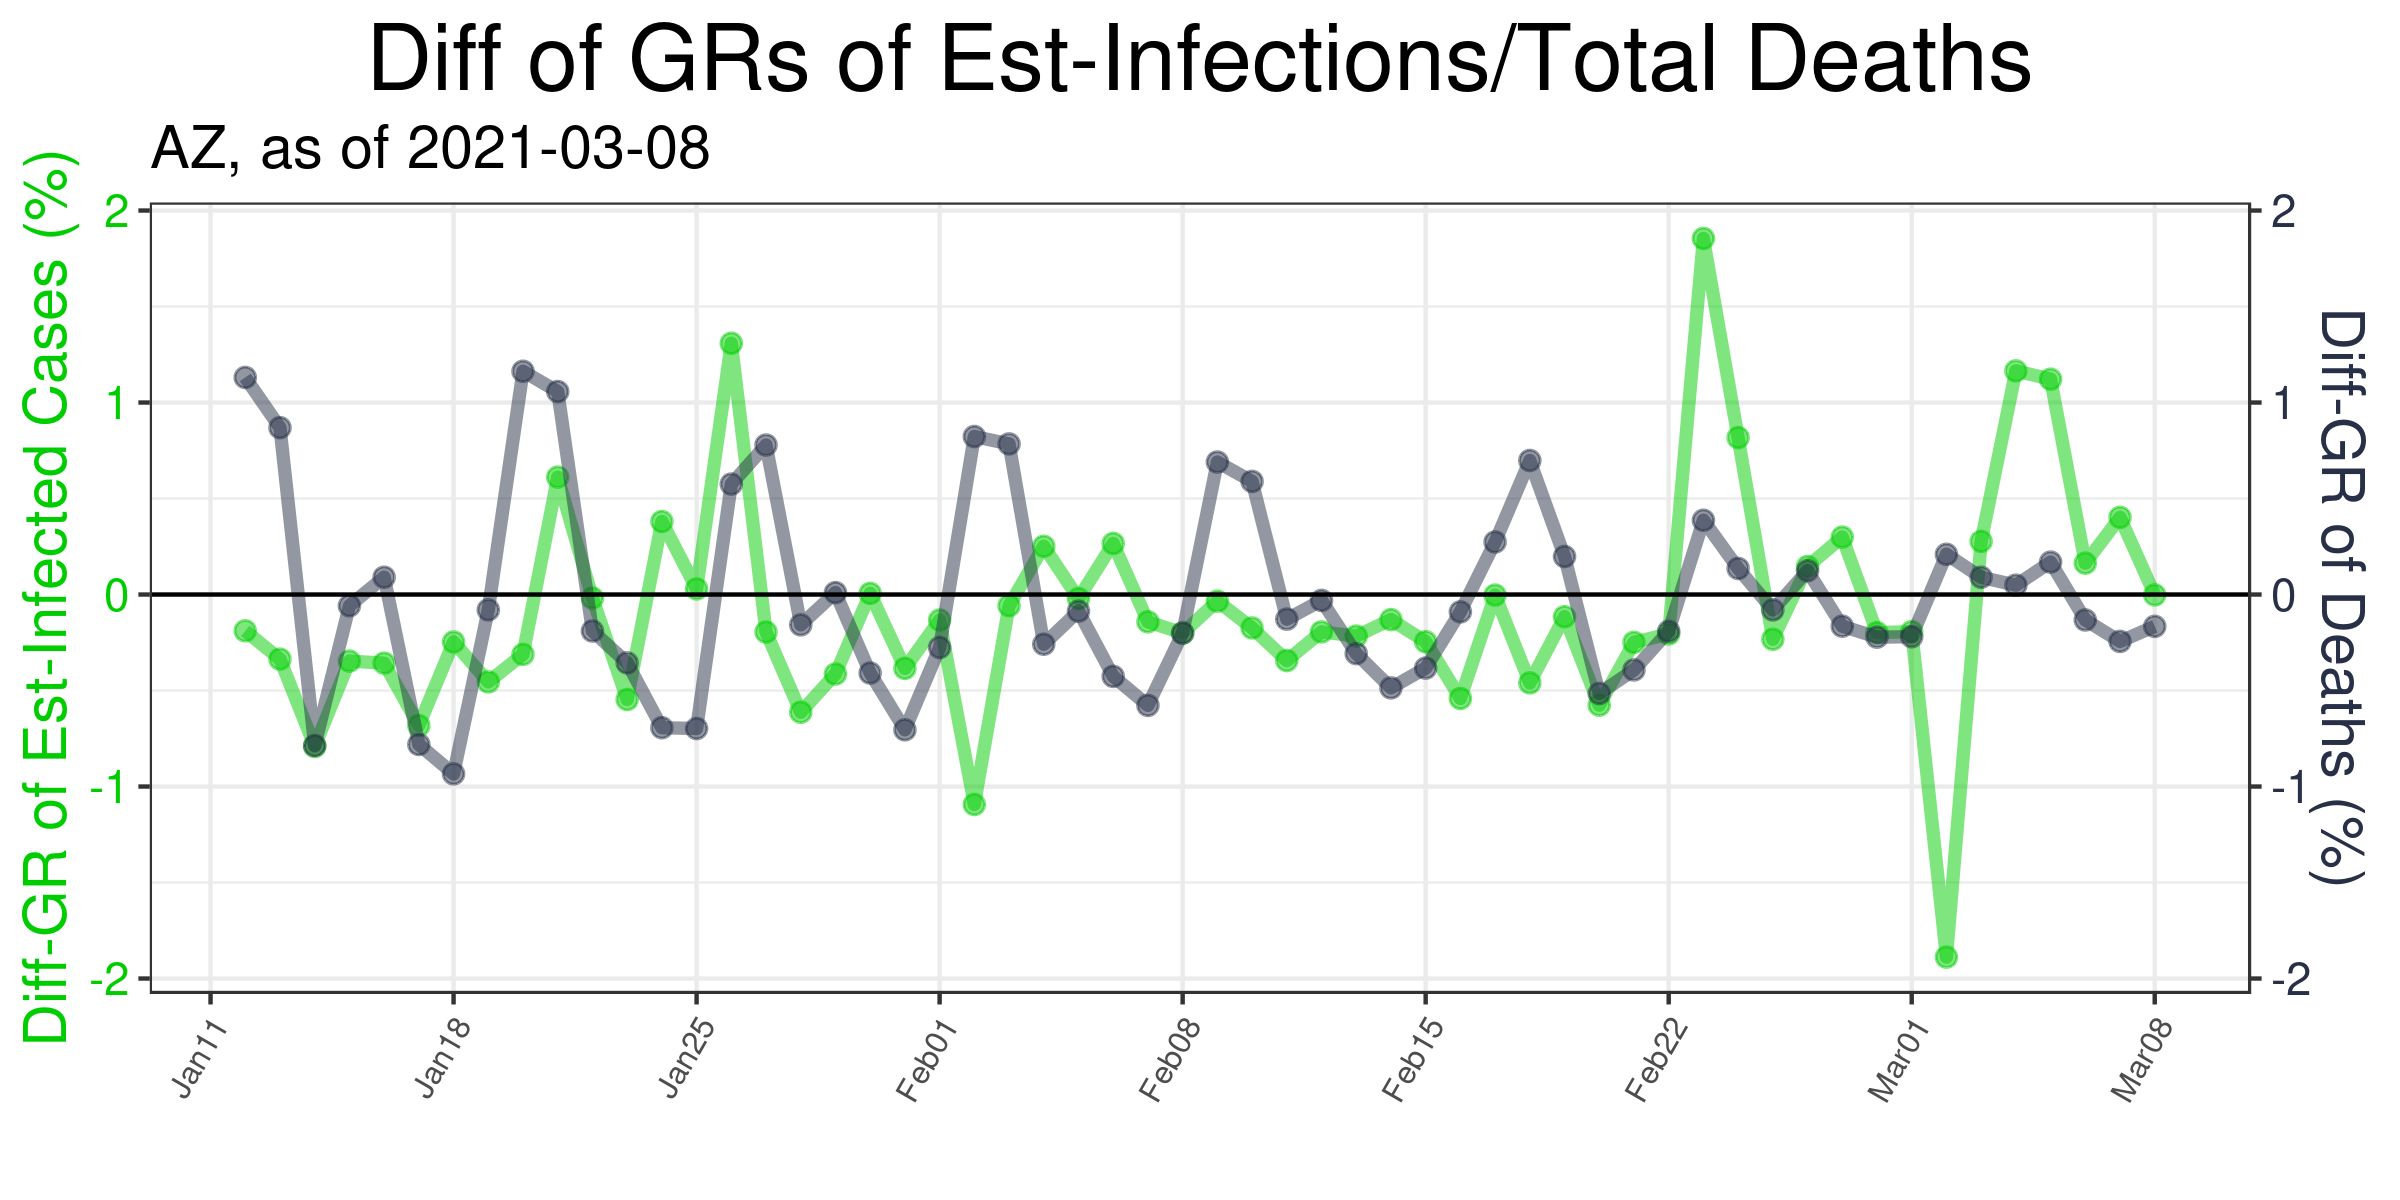 Diff of GRs of Est-Infections/Total Deaths
AZ, as of 2021-03-08
Diff-GR of Est-Infected Cases (%)
2
1
0
-1
-2
2
1
0
-1
-2
Diff-GR of Deaths (%)
Jan11
Jan18
Jan25
Feb01
Feb08
Feb15
Feb22
Mar01
Mar08